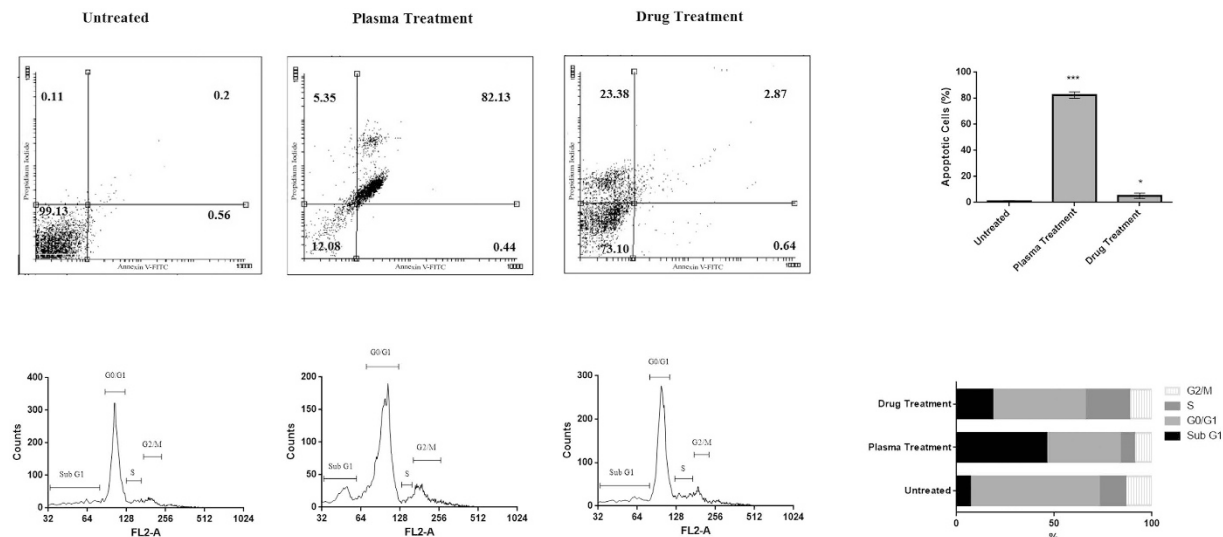 Untreated
Plasma Treatment
Drug Treatment
0.11
0.2
99.13
0.56
Propidium Iodide
Annexin V-FITC
5.35
82.13
12.08
0.44
Propidium Iodide
Annexin V-FITC
23.38
2.87
73.10
0.64
Propidium Iodide
Annexin V-FITC
Apoptotic Cells (%)
100
80
60
40
20
0
***
*
Untreated
Plasma Treatment
Drug Treatment
Counts
400
300
200
100
0
G0/G1
G2/M
Sub G1
S
32 64 128 256 512 1024
FL2-A
Counts
200
150
100
50
0
G0/G1
G2/M
Sub G1
S
32 64 128 256 512 1024
FL2-A
Counts
300
200
100
0
G0/G1
G2/M
Sub G1
S
32 64 128 256 512 1024
FL2-A
Drug Treatment
Plasma Treatment
Untreated
0 50 100
%
G2/M
S
G0/G1
Sub G1